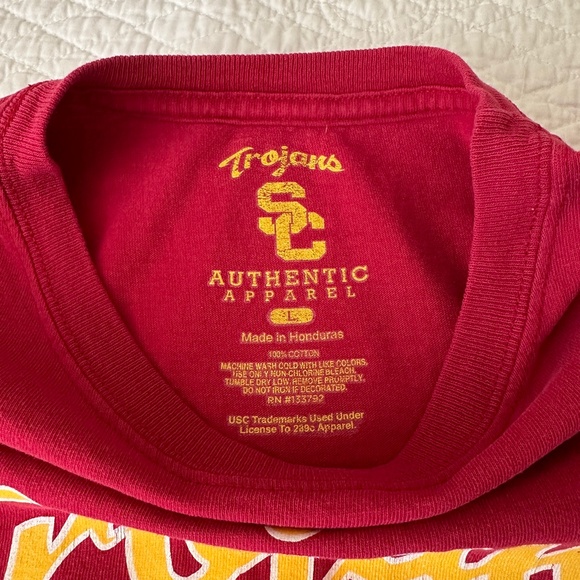 Trojans
SC
AUTHENTIC
APPAREL
L
Made in Honduras
100% COTTON
MACHINE WASH COLD WITH LIKE COLORS.
USE ONLY NON-CHLORINE BLEACH.
TUMBLE DRY LOW. REMOVE PROMPTLY.
DO NOT IRON IF DECORATED.
RN #133792
USC Trademarks Used Under
License To 289c Apparel.